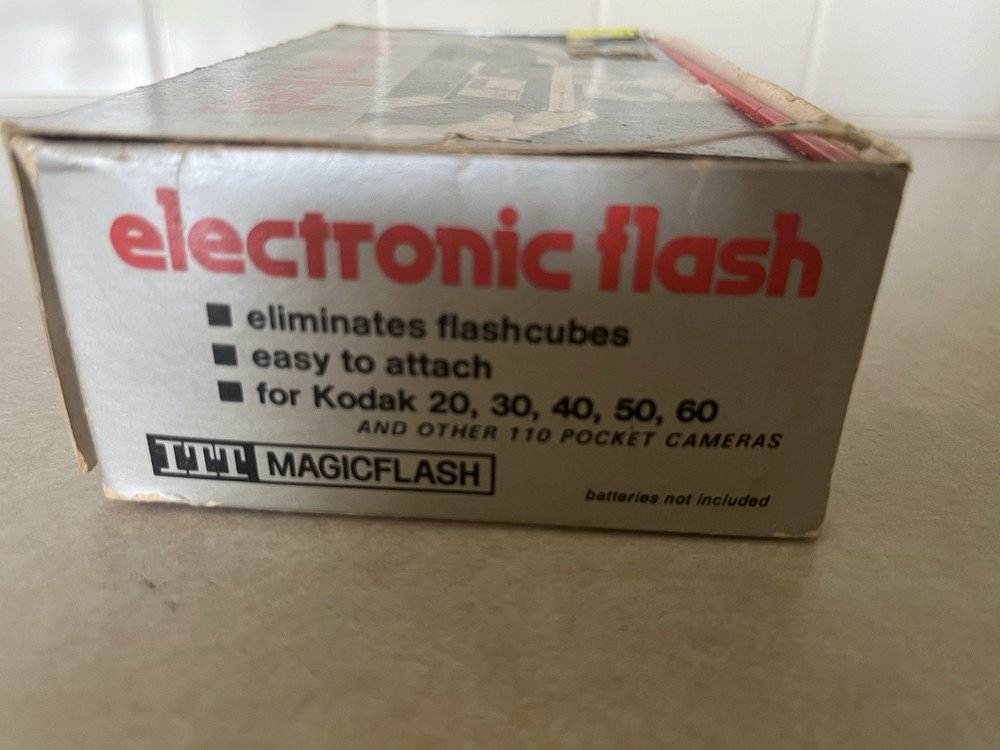 electronic flash
eliminates flashcubes
easy to attach
for Kodak 20, 30, 40, 50, 60
AND OTHER 110 POCKET CAMERAS
ITT MAGICFLASH
batteries not included